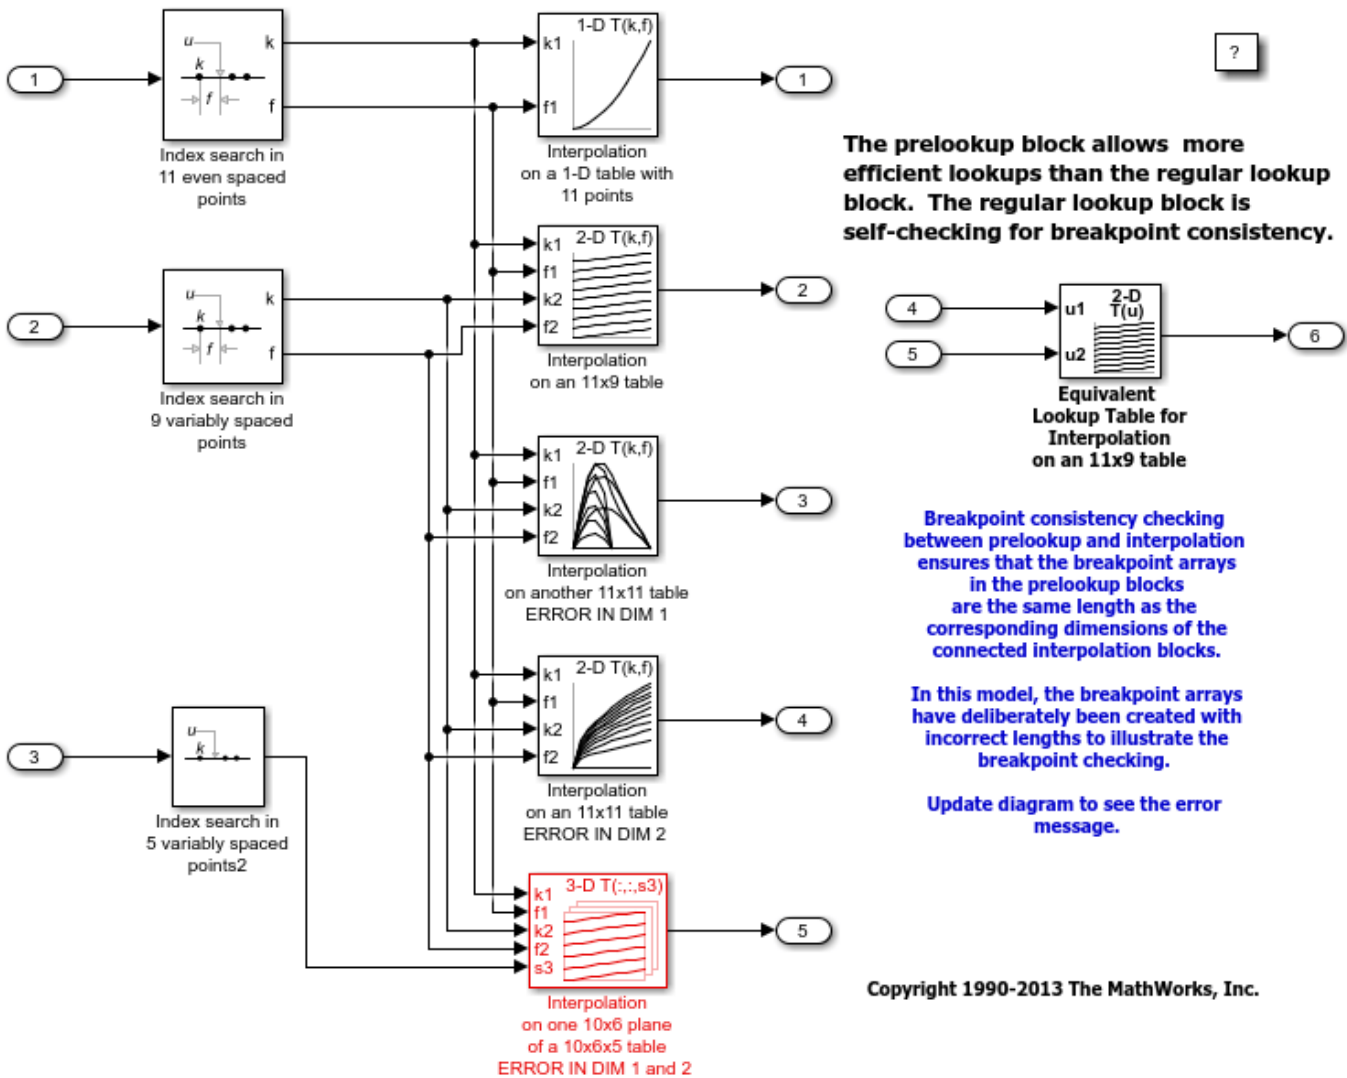 1
u
k
f
k
f
Index search in
11 even spaced
points
1-D T(k,f)
k1
f1
Interpolation
on a 1-D table with
11 points
1
?
The prelookup block allows  more
efficient lookups than the regular lookup
block.  The regular lookup block is
self-checking for breakpoint consistency.
2
u
k
f
k
f
Index search in
9 variably spaced
points
2-D T(k,f)
k1
f1
k2
f2
Interpolation
on an 11x9 table
2
4
5
u1
u2
2-D
T(u)
6
Equivalent
Lookup Table for
Interpolation
on an 11x9 table
2-D T(k,f)
k1
f1
k2
f2
Interpolation
on another 11x11 table
ERROR IN DIM 1
3
Breakpoint consistency checking
between prelookup and interpolation
ensures that the breakpoint arrays
in the prelookup blocks
are the same length as the
corresponding dimensions of the
connected interpolation blocks.
In this model, the breakpoint arrays
have deliberately been created with
incorrect lengths to illustrate the
breakpoint checking.
Update diagram to see the error
message.
2-D T(k,f)
k1
f1
k2
f2
Interpolation
on an 11x11 table
ERROR IN DIM 2
4
3
u
k
Index search in
5 variably spaced
points2
3-D T(:,:,s3)
k1
f1
k2
f2
s3
Interpolation
on one 10x6 plane
of a 10x6x5 table
ERROR IN DIM 1 and 2
5
Copyright 1990-2013 The MathWorks, Inc.